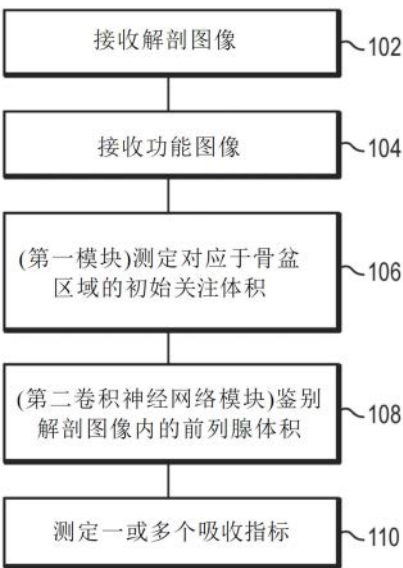 接收解剖图像
102
接收功能图像
104
(第一模块)测定对应于骨盆
区域的初始关注体积
106
(第二卷积神经网络模块)鉴别
解剖图像内的前列腺体积
108
测定一或多个吸收指标
110